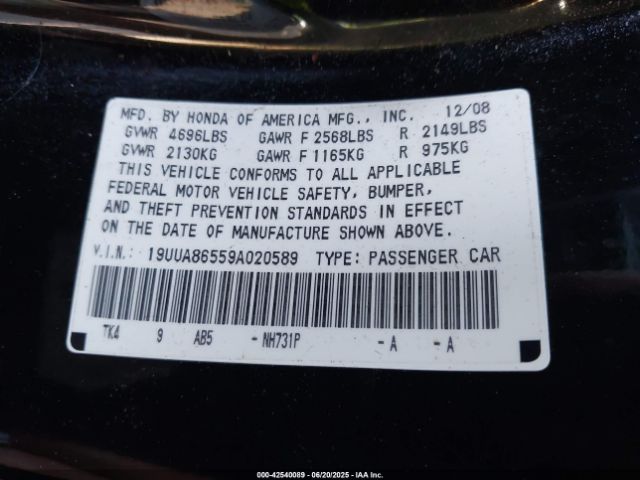 MFD. BY HONDA OF AMERICA MFG., INC. 12/08
GVWR 4696LBS GAWR F 2568LBS R 2149LBS
GVWR 2130KG GAWR F 1165KG R 975KG
THIS VEHICLE CONFORMS TO ALL APPLICABLE
FEDERAL MOTOR VEHICLE SAFETY, BUMPER,
AND THEFT PREVENTION STANDARDS IN EFFECT
ON THE DATE OF MANUFACTURE SHOWN ABOVE.
V.I.N.: 19UUA86559A020589 TYPE: PASSENGER CAR
TK4 9 AB5 - NH731P - A - A
000-42540089 - 06/20/2025 - IAA Inc.